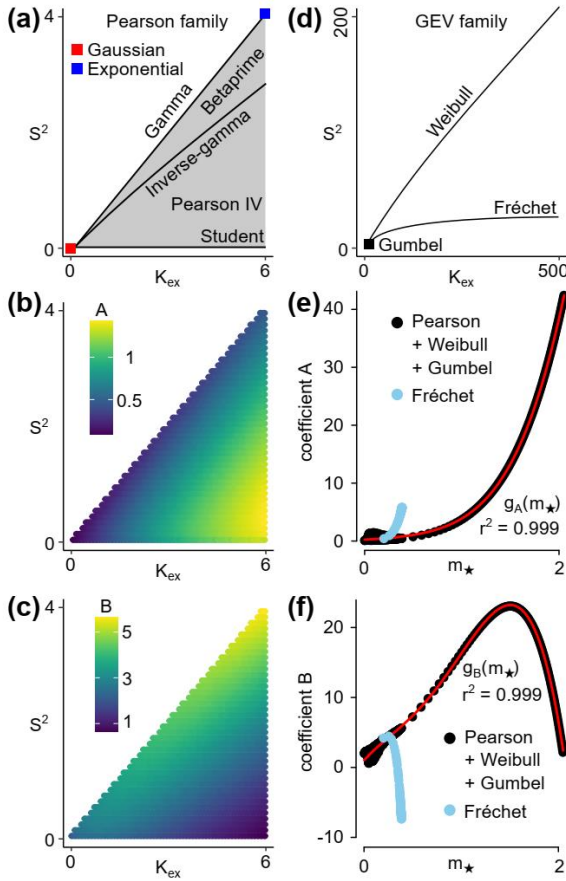 (a)
Pearson family
4
Gaussian
Exponential
Gamma
Betaprime
Inverse-gamma
Pearson IV
Student
S²
0
0
K_ex
6
(d)
GEV family
200
Weibull
Fréchet
Gumbel
S²
0
0
K_ex
500
(b)
4
A
1
0.5
S²
0
0
K_ex
6
(e)
40
30
20
10
0
coefficient A
Pearson
+ Weibull
+ Gumbel
Fréchet
g_A(m★)
r² = 0.999
0
m★
2
(c)
4
B
5
3
1
S²
0
0
K_ex
6
(f)
20
10
0
-10
coefficient B
g_B(m★)
r² = 0.999
Pearson
+ Weibull
+ Gumbel
Fréchet
0
m★
2